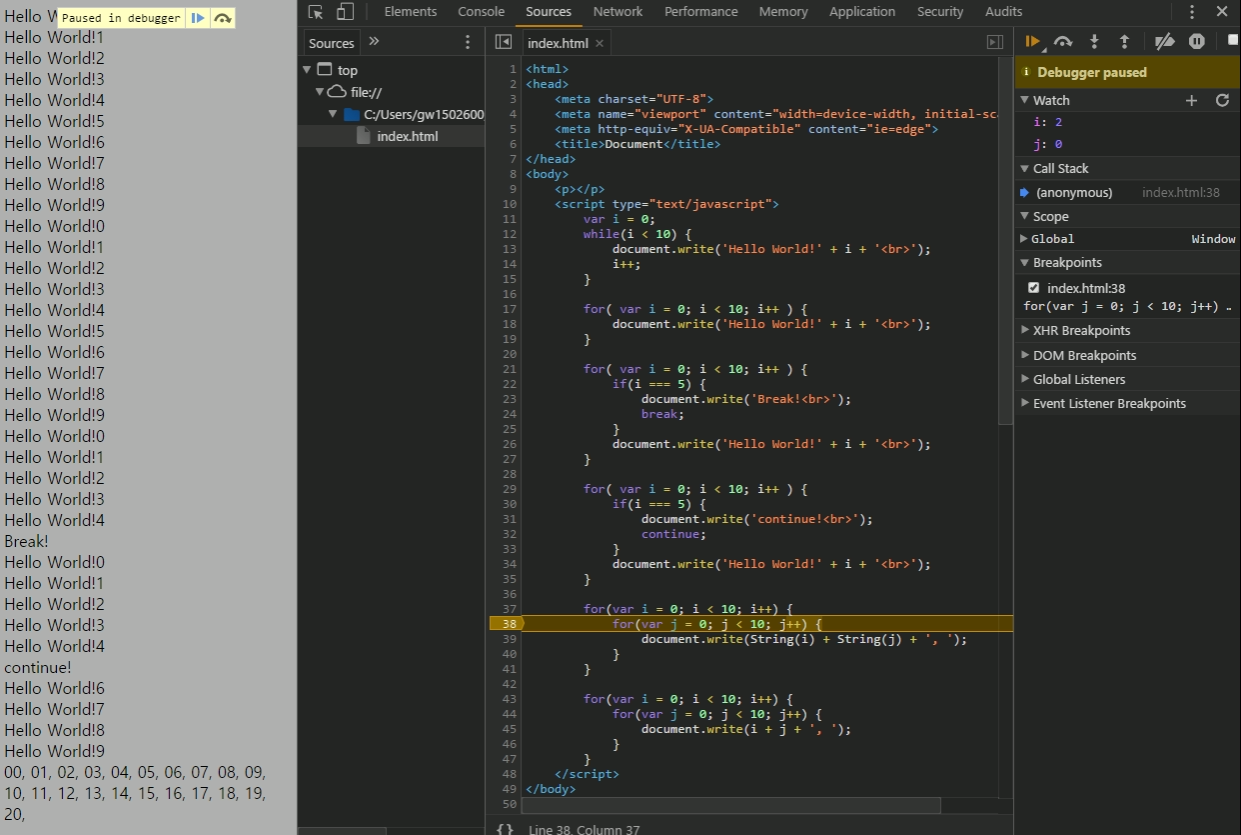 Hello W
Paused in debugger
Hello World!1
Hello World!2
Hello World!3
Hello World!4
Hello World!5
Hello World!6
Hello World!7
Hello World!8
Hello World!9
Hello World!0
Hello World!1
Hello World!2
Hello World!3
Hello World!4
Hello World!5
Hello World!6
Hello World!7
Hello World!8
Hello World!9
Hello World!0
Hello World!1
Hello World!2
Hello World!3
Hello World!4
Break!
Hello World!0
Hello World!1
Hello World!2
Hello World!3
Hello World!4
continue!
Hello World!6
Hello World!7
Hello World!8
Hello World!9
00, 01, 02, 03, 04, 05, 06, 07, 08, 09,
10, 11, 12, 13, 14, 15, 16, 17, 18, 19,
20,
Elements Console Sources Network Performance Memory Application Security Audits
Sources »
top
file://
C:/Users/gw1502600
index.html
index.html ×
1 <html>
2 <head>
3 <meta charset="UTF-8">
4 <meta name="viewport" content="width=device-width, initial-sca
5 <meta http-equiv="X-UA-Compatible" content="ie=edge">
6 <title>Document</title>
7 </head>
8 <body>
9 <p></p>
10 <script type="text/javascript">
11 var i = 0;
12 while(i < 10) {
13 document.write('Hello World!' + i + '<br>');
14 i++;
15 }
16
17 for( var i = 0; i < 10; i++ ) {
18 document.write('Hello World!' + i + '<br>');
19 }
20
21 for( var i = 0; i < 10; i++ ) {
22 if(i === 5) {
23 document.write('Break!<br>');
24 break;
25 }
26 document.write('Hello World!' + i + '<br>');
27 }
28
29 for( var i = 0; i < 10; i++ ) {
30 if(i === 5) {
31 document.write('continue!<br>');
32 continue;
33 }
34 document.write('Hello World!' + i + '<br>');
35 }
36
37 for(var i = 0; i < 10; i++) {
38 for(var j = 0; j < 10; j++) {
39 document.write(String(i) + String(j) + ', ');
40 }
41 }
42
43 for(var i = 0; i < 10; i++) {
44 for(var j = 0; j < 10; j++) {
45 document.write(i + j + ', ');
46 }
47 }
48 </script>
49 </body>
50
{} Line 38, Column 37
Debugger paused
Watch
i: 2
j: 0
Call Stack
(anonymous) index.html:38
Scope
Global Window
Breakpoints
index.html:38
for(var j = 0; j < 10; j++) …
XHR Breakpoints
DOM Breakpoints
Global Listeners
Event Listener Breakpoints